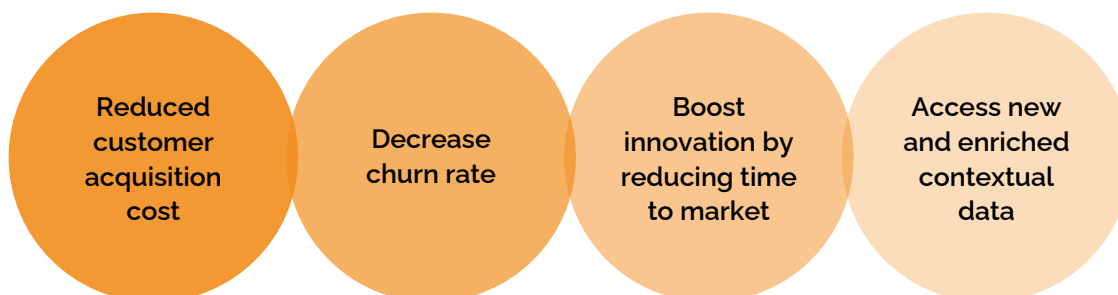 Reduced
customer
acquisition
cost
Decrease
churn rate
Boost
innovation by
reducing time
to market
Access new
and enriched
contextual
data